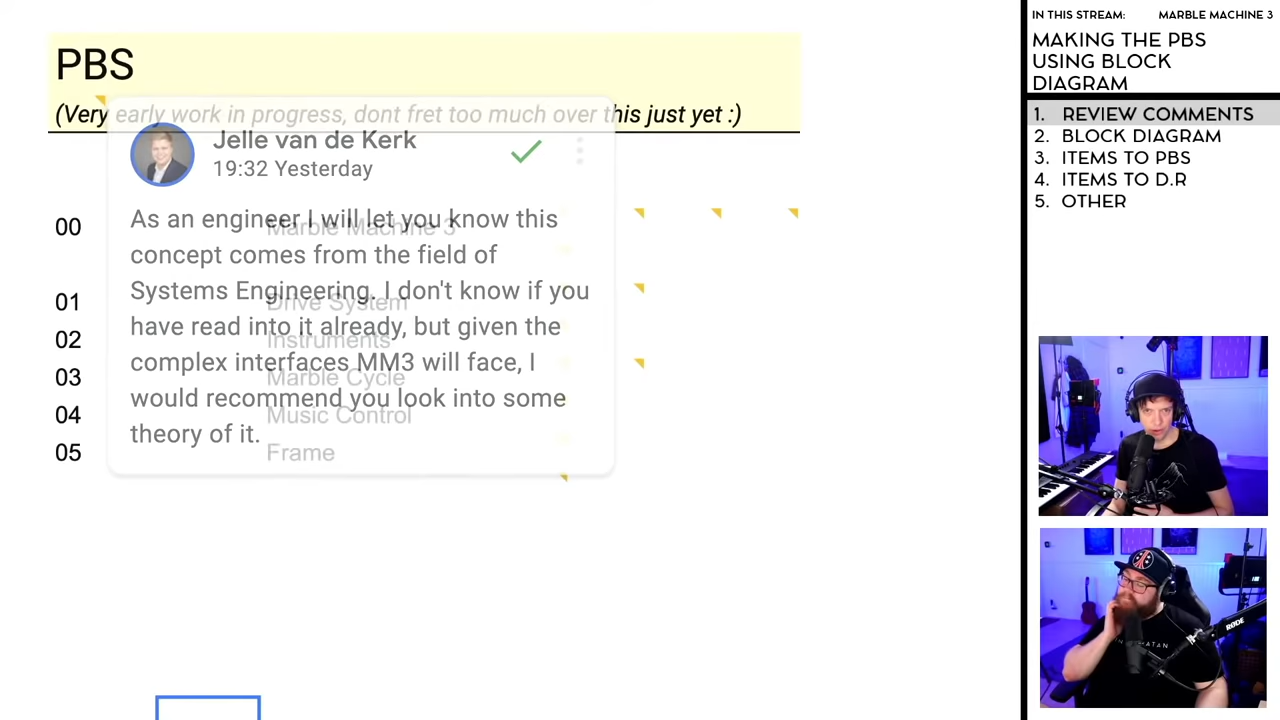 PBS
(Very early work in progress, dont fret too much over this just yet :)
Jelle van de Kerk
19:32 Yesterday
As an engineer I will let you know this
concept comes from the field of
Systems Engineering. I don't know if you
have read into it already, but given the
complex interfaces MM3 will face, I
would recommend you look into some
theory of it.
00 Marble Machine 3
01 Drive System
02 Instruments
03 Marble Cycle
04 Music Control
05 Frame
IN THIS STREAM: MARBLE MACHINE 3
MAKING THE PBS
USING BLOCK
DIAGRAM
1. REVIEW COMMENTS
2. BLOCK DIAGRAM
3. ITEMS TO PBS
4. ITEMS TO D.R
5. OTHER
RØDE